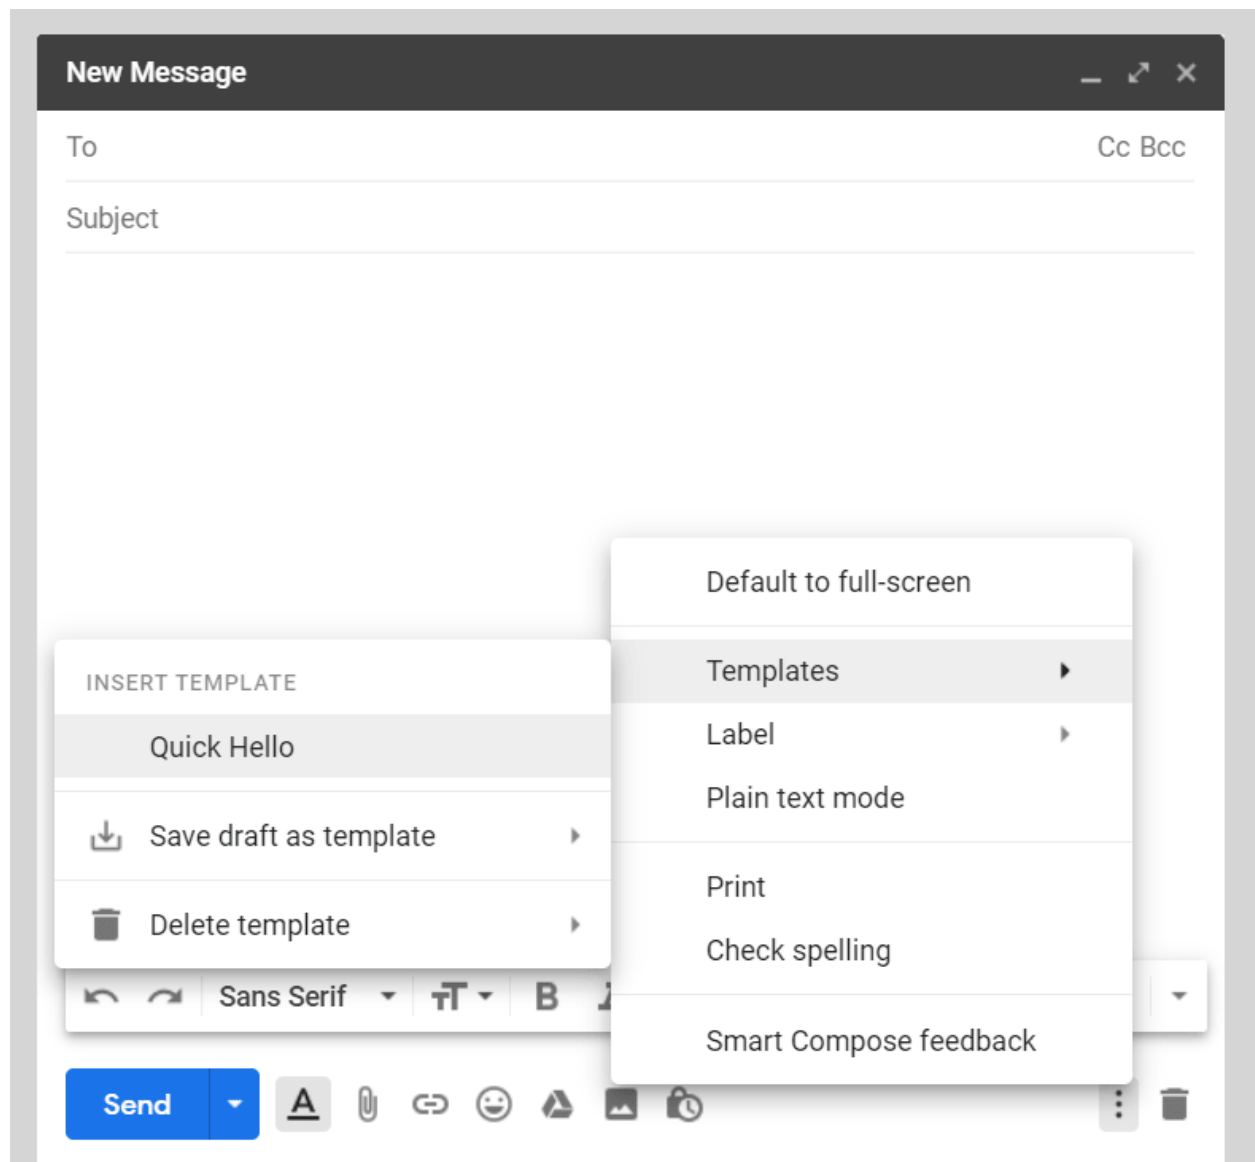 New Message
To
Cc Bcc
Subject
Default to full-screen
Templates
Label
Plain text mode
Print
Check spelling
Smart Compose feedback
INSERT TEMPLATE
Quick Hello
Save draft as template
Delete template
Sans Serif
B
Send
A